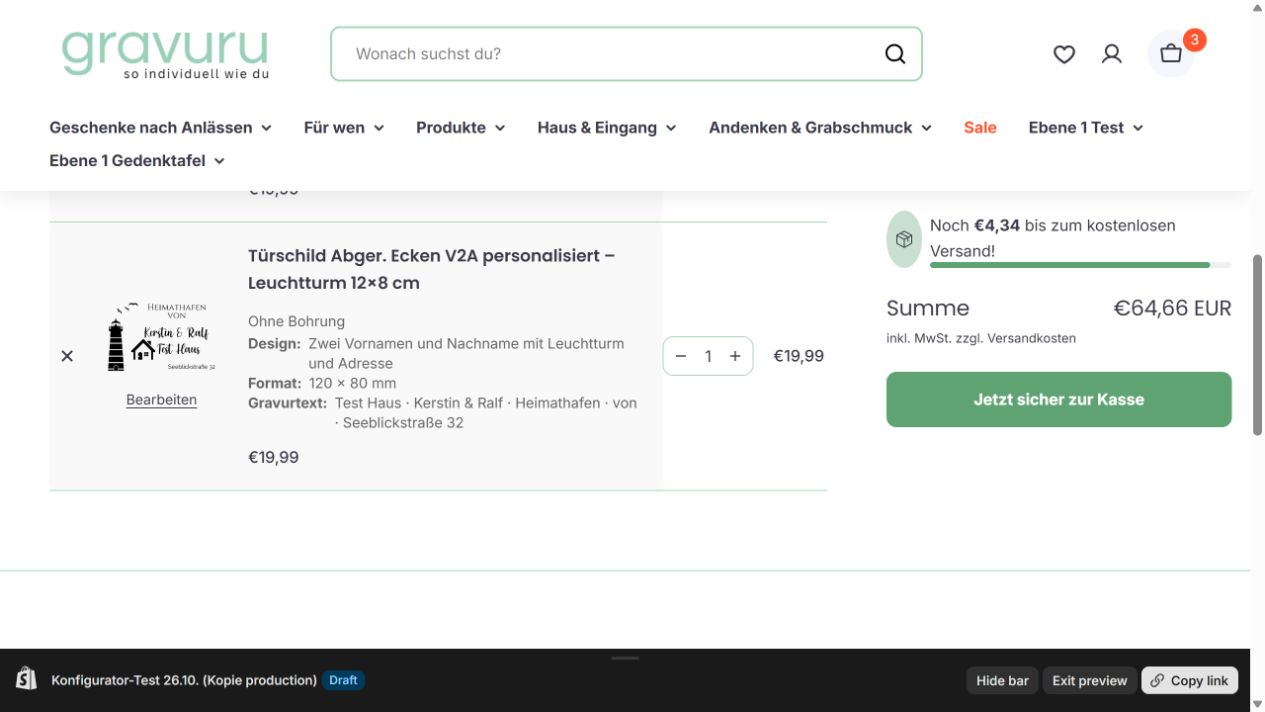 gravuru
so individuell wie du
Wonach suchst du?
3
Geschenke nach Anlässen
Für wen
Produkte
Haus & Eingang
Andenken & Grabschmuck
Sale
Ebene 1 Test
Ebene 1 Gedenktafel
Türschild Abger. Ecken V2A personalisiert –
Leuchtturm 12×8 cm
Heimathafen
von
Kerstin & Ralf
Test Haus
Seeblickstraße 32
Bearbeiten
Ohne Bohrung
Design: Zwei Vornamen und Nachname mit Leuchtturm
und Adresse
Format: 120 × 80 mm
Gravurtext: Test Haus · Kerstin & Ralf · Heimathafen · von
· Seeblickstraße 32
€19,99
− 1 +
€19,99
Noch €4,34 bis zum kostenlosen
Versand!
Summe €64,66 EUR
inkl. MwSt. zzgl. Versandkosten
Jetzt sicher zur Kasse
Konfigurator-Test 26.10. (Kopie production) Draft
Hide bar
Exit preview
Copy link